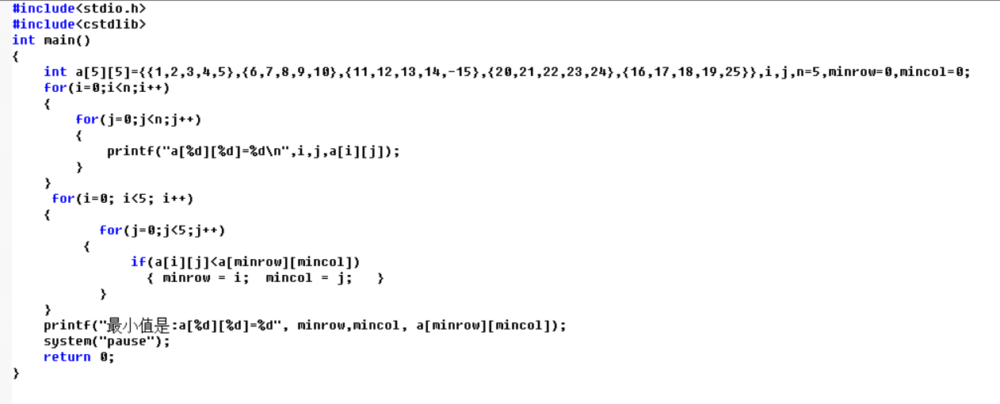 #include<stdio.h>
#include<cstdlib>
int main()
{
    int a[5][5]={{1,2,3,4,5},{6,7,8,9,10},{11,12,13,14,-15},{20,21,22,23,24},{16,17,18,19,25}},i,j,n=5,minrow=0,mincol=0;
    for(i=0;i<n;i++)
    {
        for(j=0;j<n;j++)
        {
            printf("a[%d][%d]=%d\n",i,j,a[i][j]);
        }
    }
     for(i=0; i<5; i++)
    {
           for(j=0;j<5;j++)
         {
               if(a[i][j]<a[minrow][mincol])
                 { minrow = i;  mincol = j;   }
           }
    }
    printf("最小值是:a[%d][%d]=%d", minrow,mincol, a[minrow][mincol]);
    system("pause");
    return 0;
}